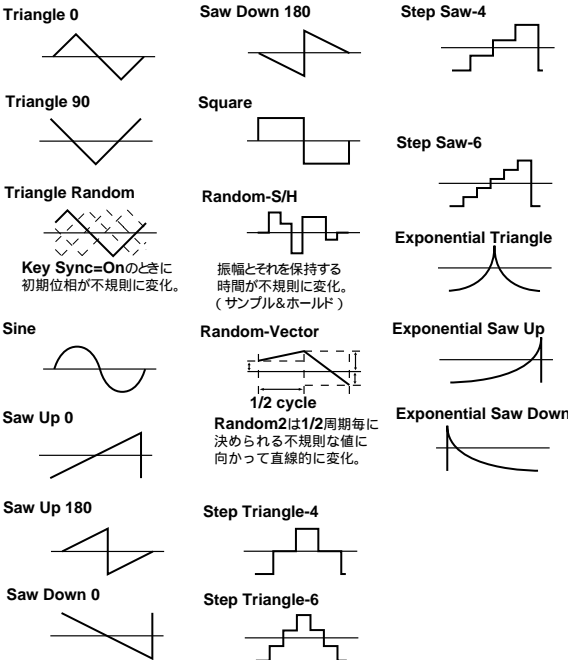 Triangle 0
Triangle 90
Triangle Random
Key Sync=Onのときに
初期位相が不規則に変化。
Sine
Saw Up 0
Saw Up 180
Saw Down 0
Saw Down 180
Square
Random-S/H
振幅とそれを保持する
時間が不規則に変化。
(サンプル&ホールド)
Random-Vector
1/2 cycle
Random2は1/2周期毎に
決められる不規則な値に
向かって直線的に変化。
Step Triangle-4
Step Triangle-6
Step Saw-4
Step Saw-6
Exponential Triangle
Exponential Saw Up
Exponential Saw Down